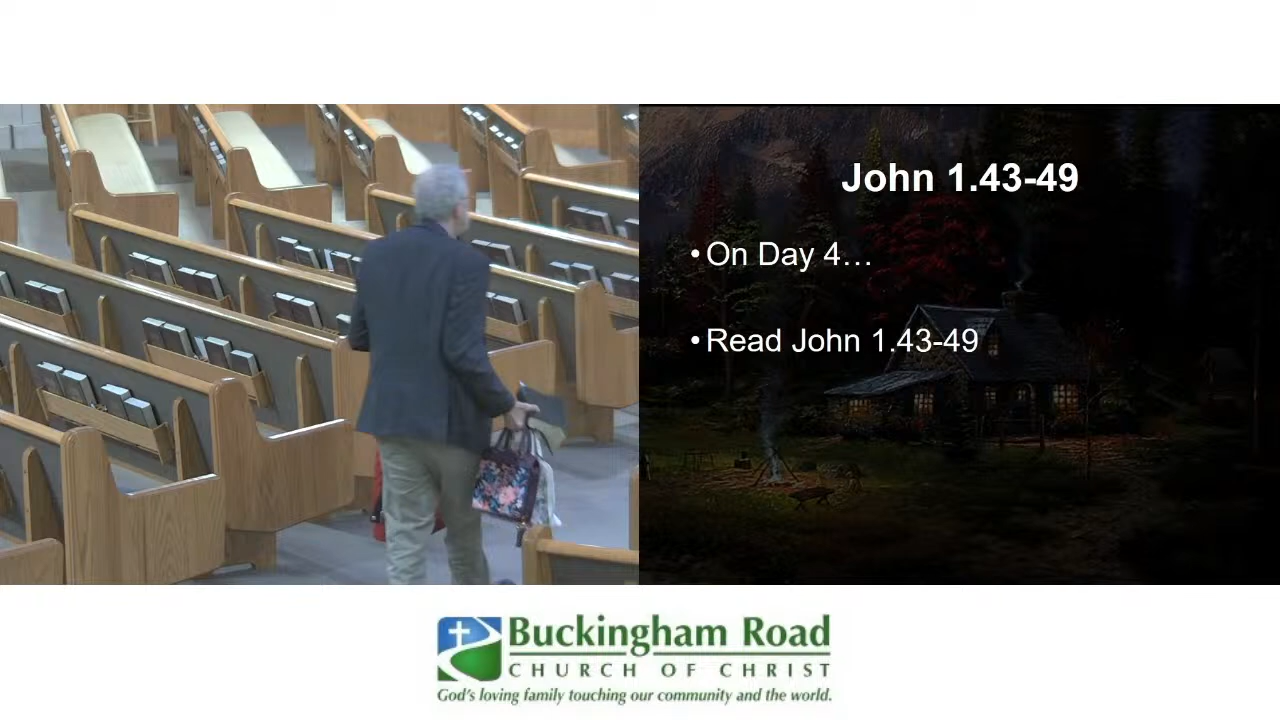 John 1.43-49
•On Day 4…
•Read John 1.43-49
Buckingham Road
CHURCH OF CHRIST
God's loving family touching our community and the world.